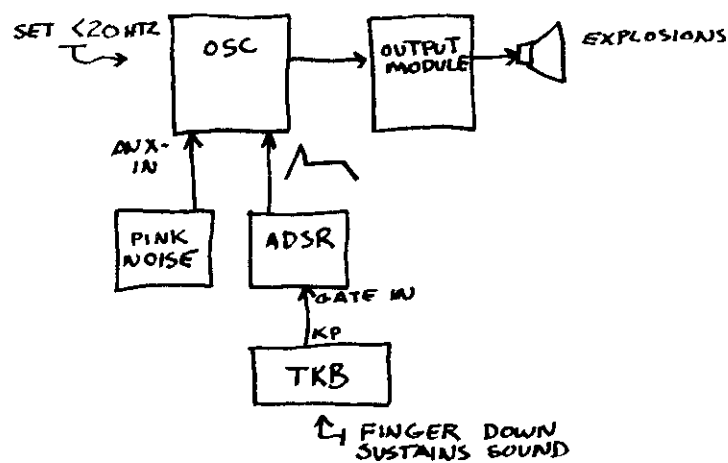 SET <20 HTZ
OSC
OUTPUT
MODULE
EXPLOSIONS
AUX-
IN
PINK
NOISE
ADSR
GATE IN
KP
TKB
FINGER DOWN
SUSTAINS SOUND